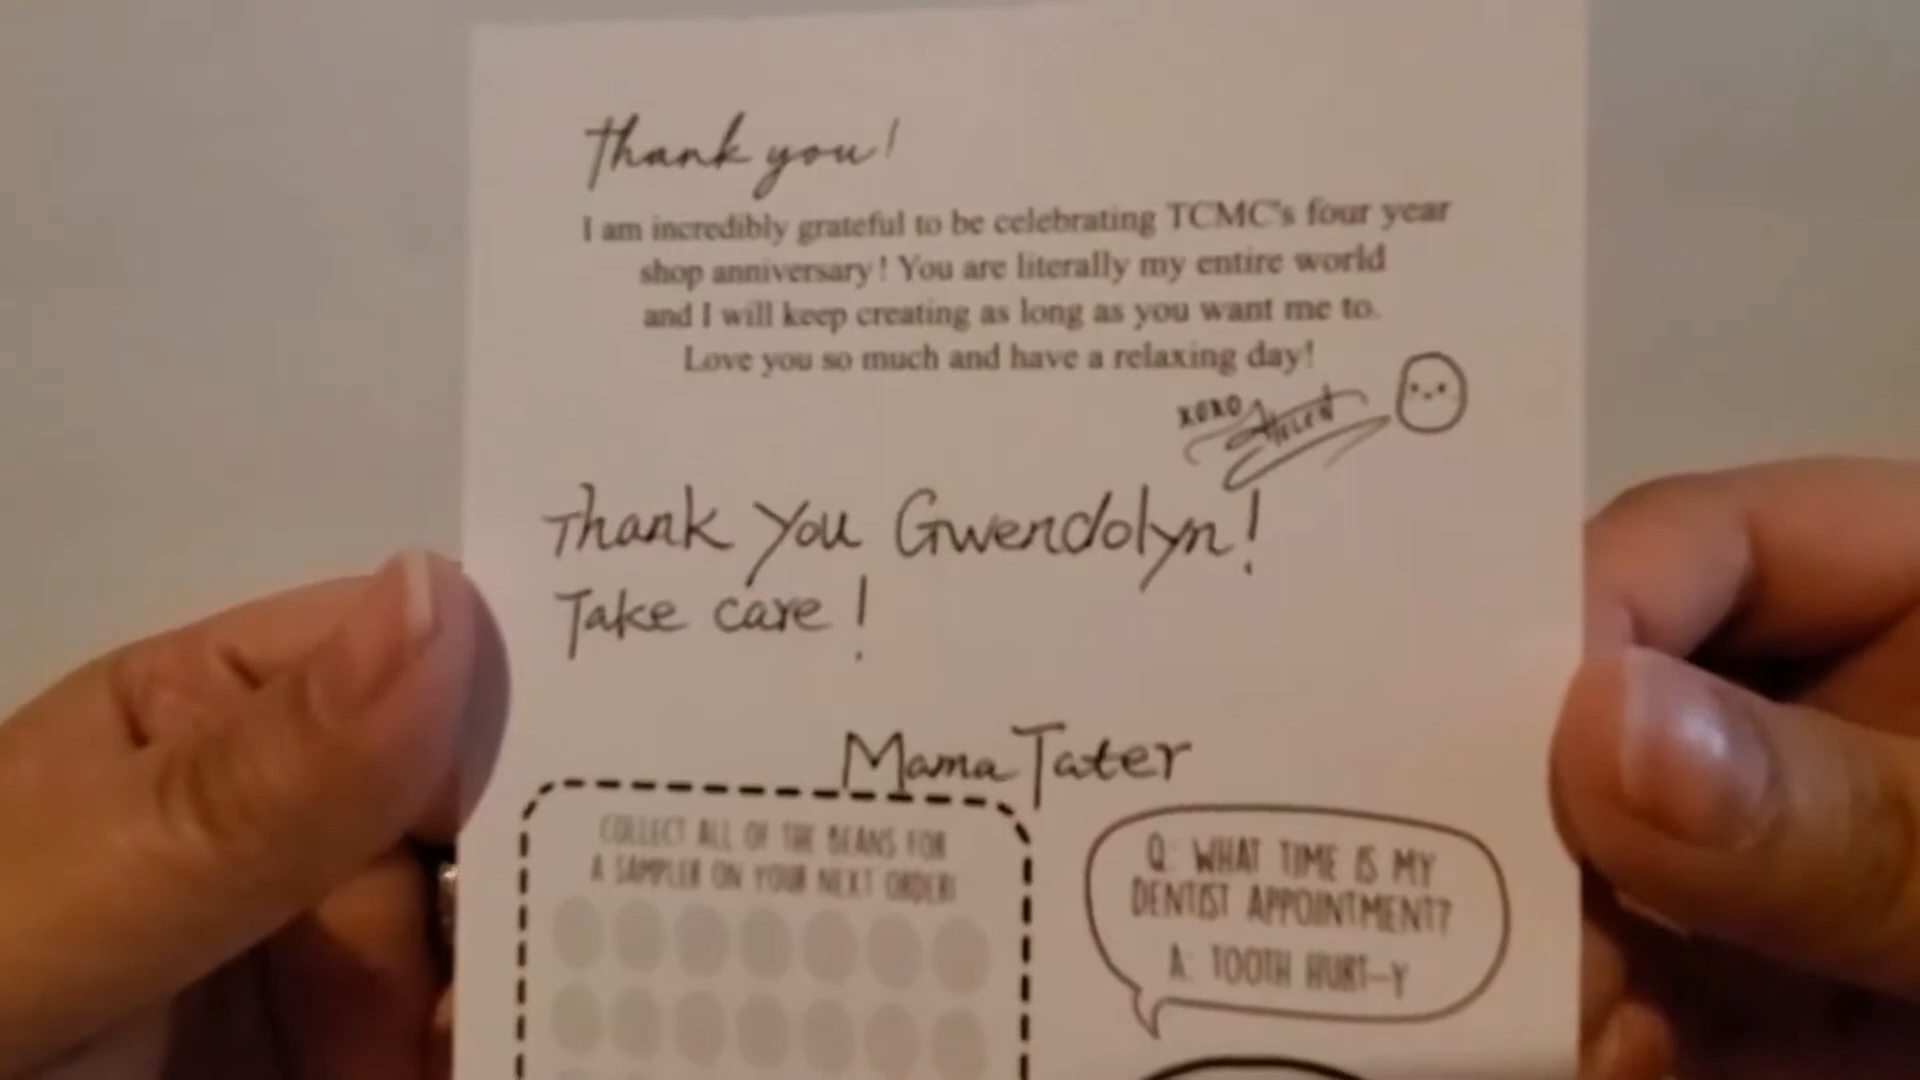 Thank you!
I am incredibly grateful to be celebrating TCMC's four year
shop anniversary! You are literally my entire world
and I will keep creating as long as you want me to.
Love you so much and have a relaxing day!
XOXO
Thank you Gwendolyn!
Take care!
Mama Tater
COLLECT ALL OF THE BEANS FOR
A SAMPLER ON YOUR NEXT ORDER!
Q: WHAT TIME IS MY
DENTIST APPOINTMENT?
A: TOOTH HURT-Y